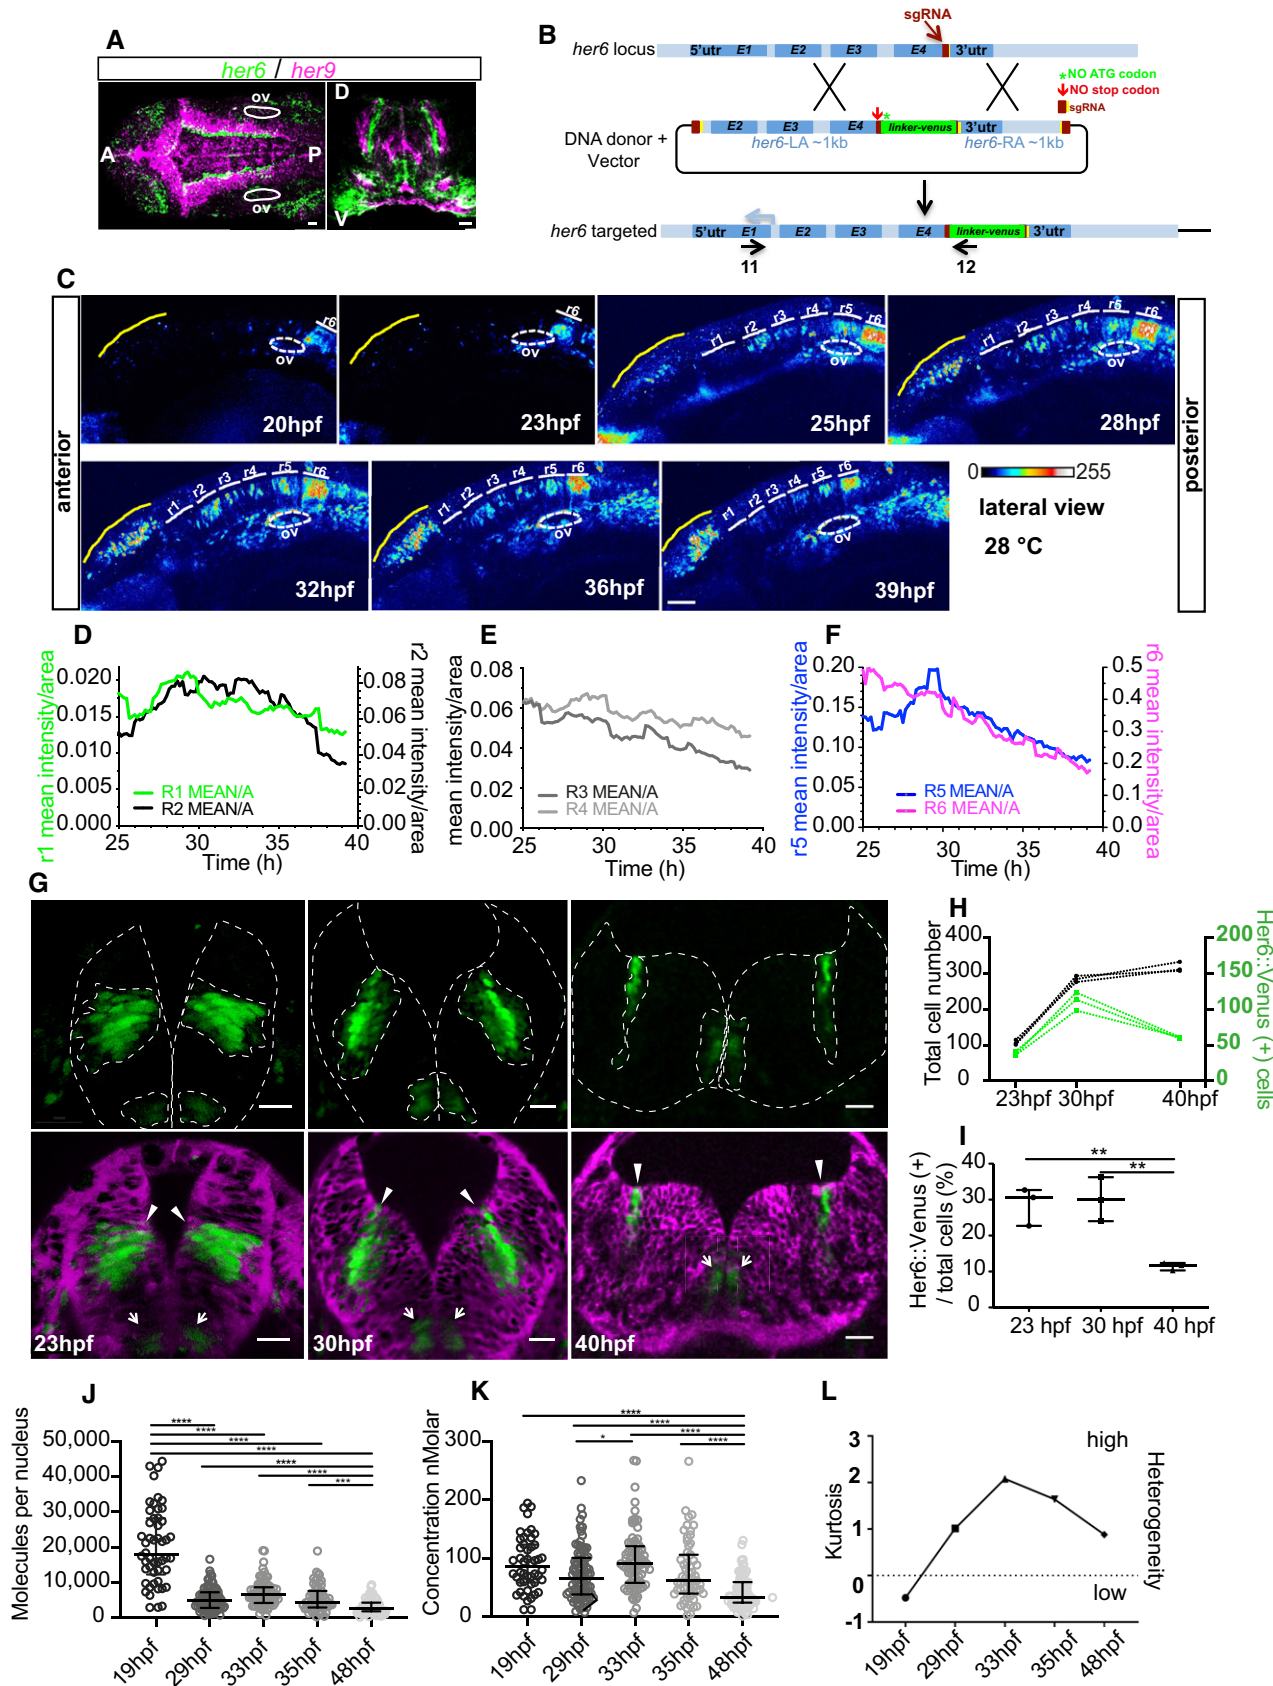 A
her6 / her9
A
P
ov
ov
D
V
B
sgRNA
her6 locus
5'utr E1 E2 E3 E4 3'utr
*NO ATG codon
NO stop codon
sgRNA
DNA donor +
Vector
E2 E3 E4 * linker-venus 3'utr
her6-LA ~1kb
her6-RA ~1kb
her6 targeted
5'utr E1 E2 E3 E4 linker-venus 3'utr
11
12
C
anterior
posterior
r6
ov
20hpf
r6
ov
23hpf
r1 r2 r3 r4 r5 r6
ov
25hpf
r1 r2 r3 r4 r5 r6
ov
28hpf
r1 r2 r3 r4 r5 r6
ov
32hpf
r1 r2 r3 r4 r5 r6
ov
36hpf
r1 r2 r3 r4 r5 r6
ov
39hpf
0 255
lateral view
28 °C
D
r1 mean intensity/area
0.020
0.015
0.010
0.005
0.000
r2 mean intensity/area
0.08
0.06
0.04
0.02
0.00
R1 MEAN/A
R2 MEAN/A
25 30 35 40
Time (h)
E
mean intensity/area
0.08
0.06
0.04
0.02
0.00
R3 MEAN/A
R4 MEAN/A
25 30 35 40
Time (h)
F
r5 mean intensity/area
0.20
0.15
0.10
0.05
0.00
r6 mean intensity/area
0.5
0.4
0.3
0.2
0.1
0.0
R5 MEAN/A
R6 MEAN/A
25 30 35 40
Time (h)
G
23hpf
30hpf
40hpf
H
Total cell number
400
300
200
100
0
Her6::Venus (+) cells
200
150
100
50
0
23hpf 30hpf 40hpf
I
Her6::Venus (+)
/ total cells (%)
40
30
20
10
0
**
**
23 hpf 30 hpf 40 hpf
J
Molecules per nucleus
50,000
40,000
30,000
20,000
10,000
0
****
****
****
****
****
****
***
19hpf 29hpf 33hpf 35hpf 48hpf
K
Concentration nMolar
300
200
100
0
****
****
****
*
****
19hpf 29hpf 33hpf 35hpf 48hpf
L
Kurtosis
3
2
1
0
-1
high
low
Heterogeneity
19hpf 29hpf 33hpf 35hpf 48hpf